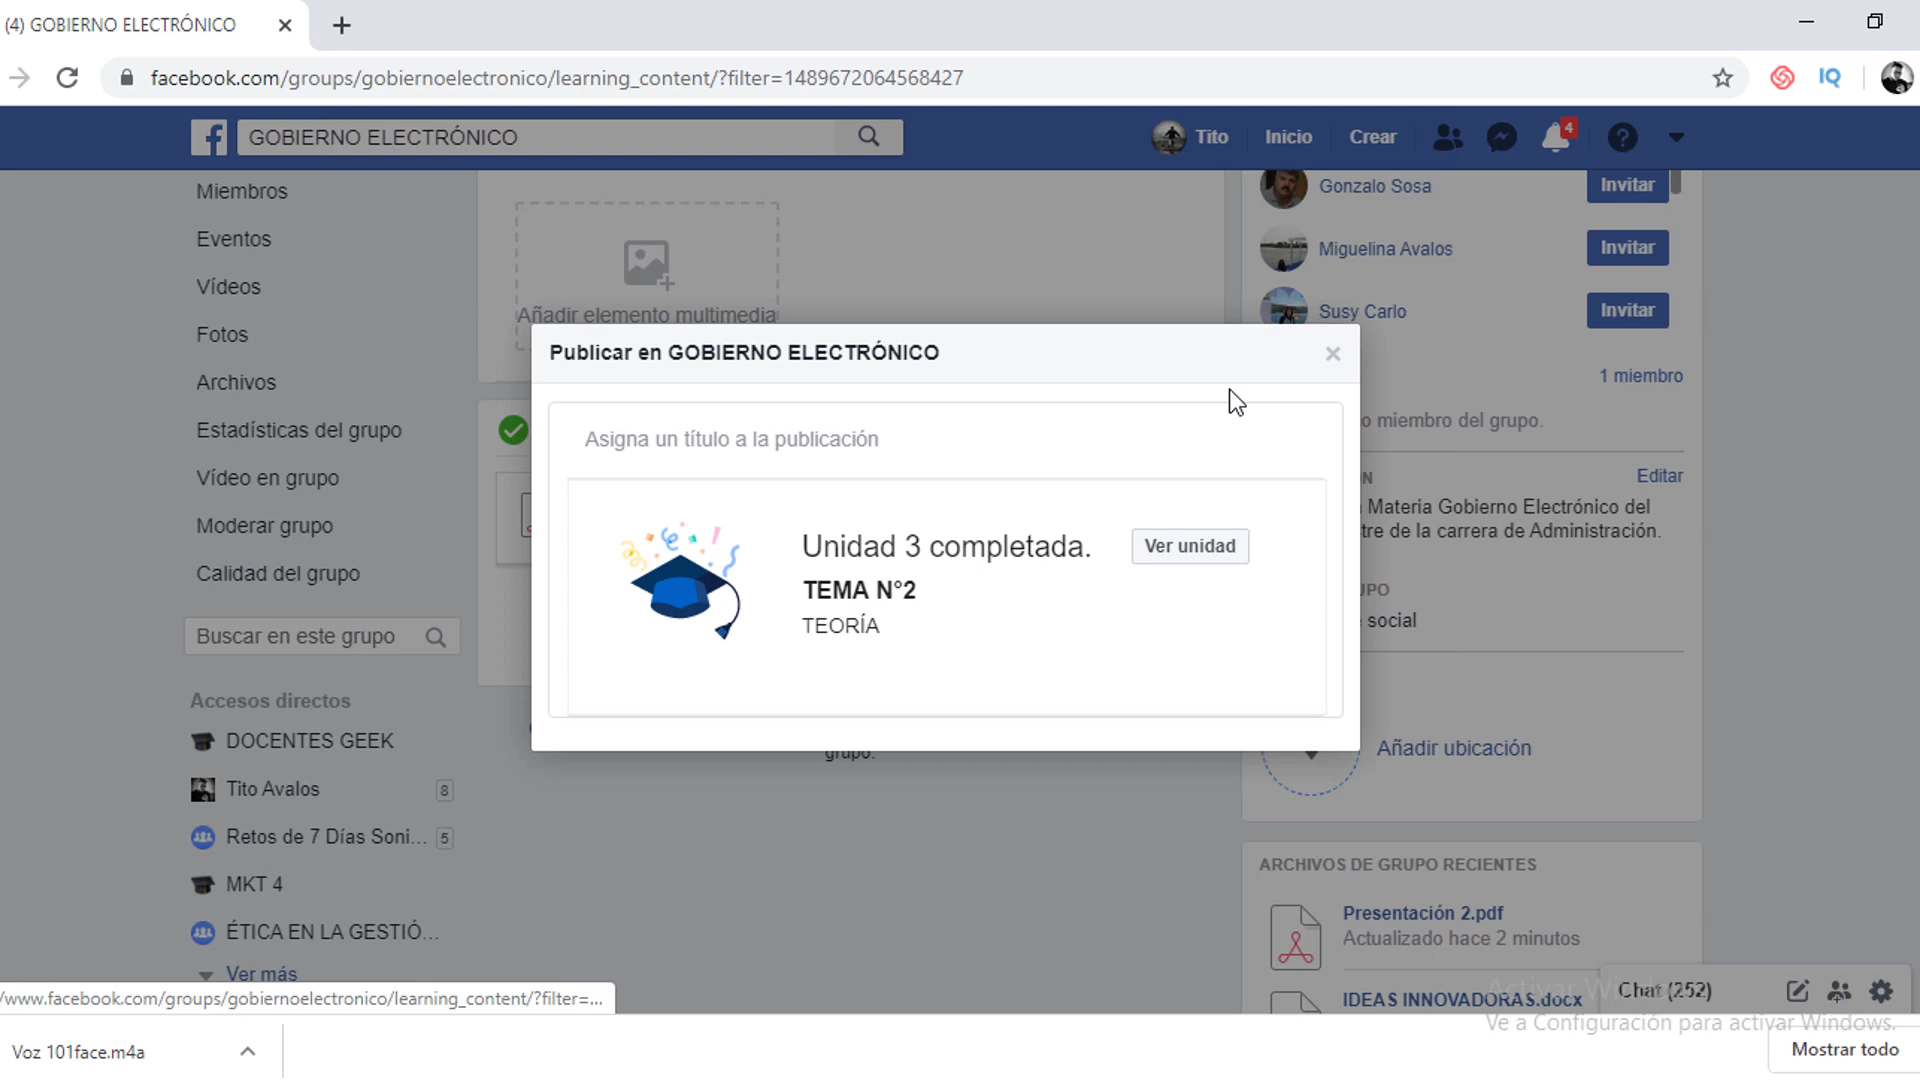 (4) GOBIERNO ELECTRÓNICO
facebook.com/groups/gobiernoelectronico/learning_content/?filter=1489672064568427
IQ
GOBIERNO ELECTRÓNICO
Tito
Inicio
Crear
4
Miembros
Eventos
Vídeos
Fotos
Archivos
Estadísticas del grupo
Vídeo en grupo
Moderar grupo
Calidad del grupo
Buscar en este grupo
Accesos directos
DOCENTES GEEK
Tito Avalos 8
Retos de 7 Días Soni... 5
MKT 4
ÉTICA EN LA GESTIÓ...
Ver más
Añadir elemento multimedia
Publicar en GOBIERNO ELECTRÓNICO
Asigna un título a la publicación
Unidad 3 completada.
Ver unidad
TEMA N°2
TEORÍA
grupo.
Gonzalo Sosa Invitar
Miguelina Avalos Invitar
Susy Carlo Invitar
1 miembro
o miembro del grupo.
N Editar
Materia Gobierno Electrónico del
tre de la carrera de Administración.
UPO
social
Añadir ubicación
ARCHIVOS DE GRUPO RECIENTES
Presentación 2.pdf
Actualizado hace 2 minutos
IDEAS INNOVADORAS.docx
Chat (252)
Activar Windows
Ve a Configuración para activar Windows.
/www.facebook.com/groups/gobiernoelectronico/learning_content/?filter=...
Voz 101face.m4a
Mostrar todo